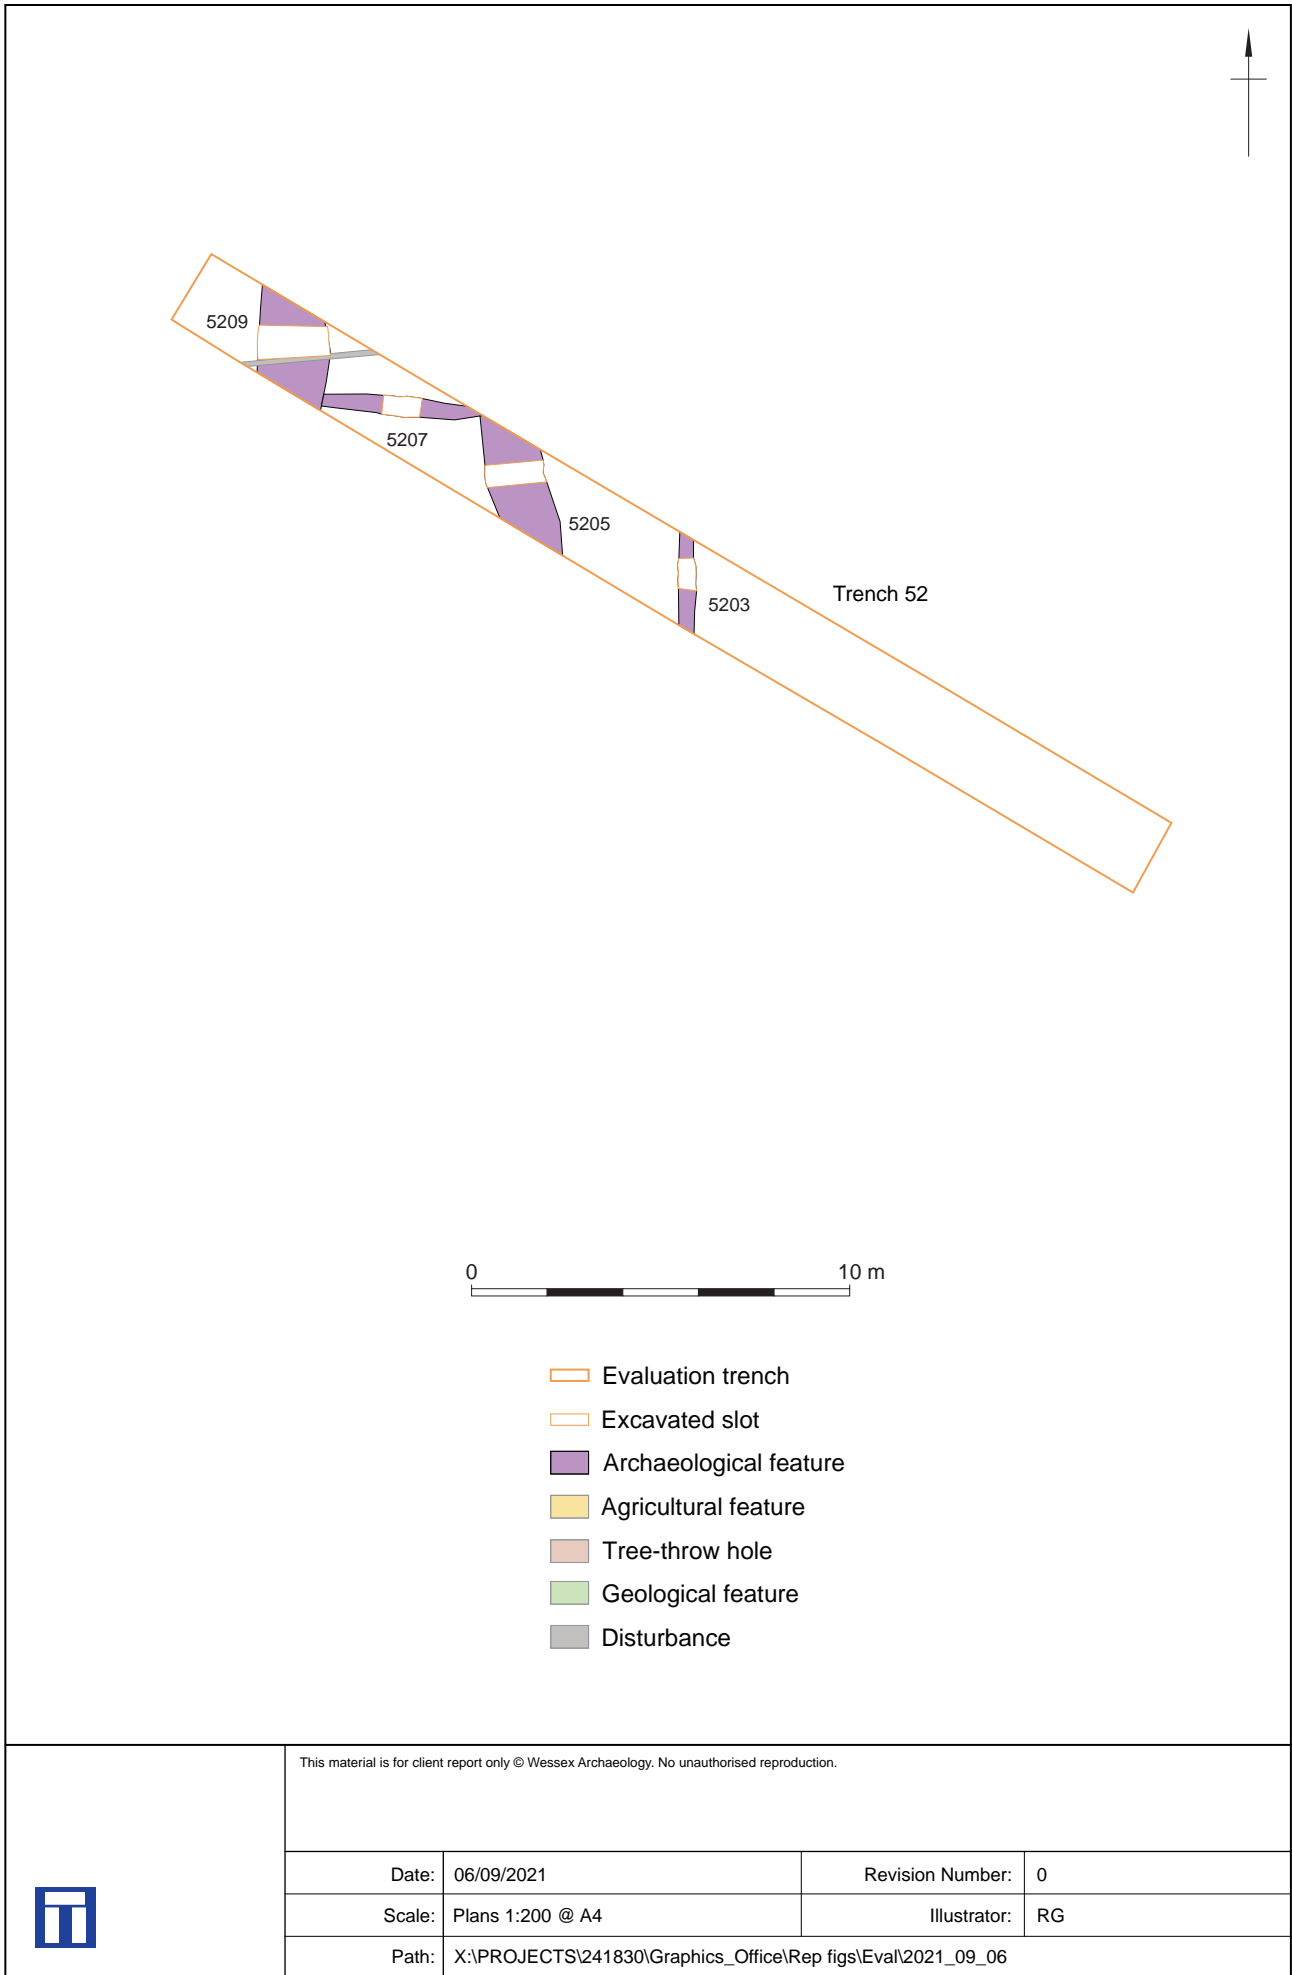 5209
5207
5205
5203
Trench 52
0 10 m
Evaluation trench
Excavated slot
Archaeological feature
Agricultural feature
Tree-throw hole
Geological feature
Disturbance
This material is for client report only © Wessex Archaeology. No unauthorised reproduction.
Date: 06/09/2021 Revision Number: 0
Scale: Plans 1:200 @ A4 Illustrator: RG
Path: X:\PROJECTS\241830\Graphics_Office\Rep figs\Eval\2021_09_06